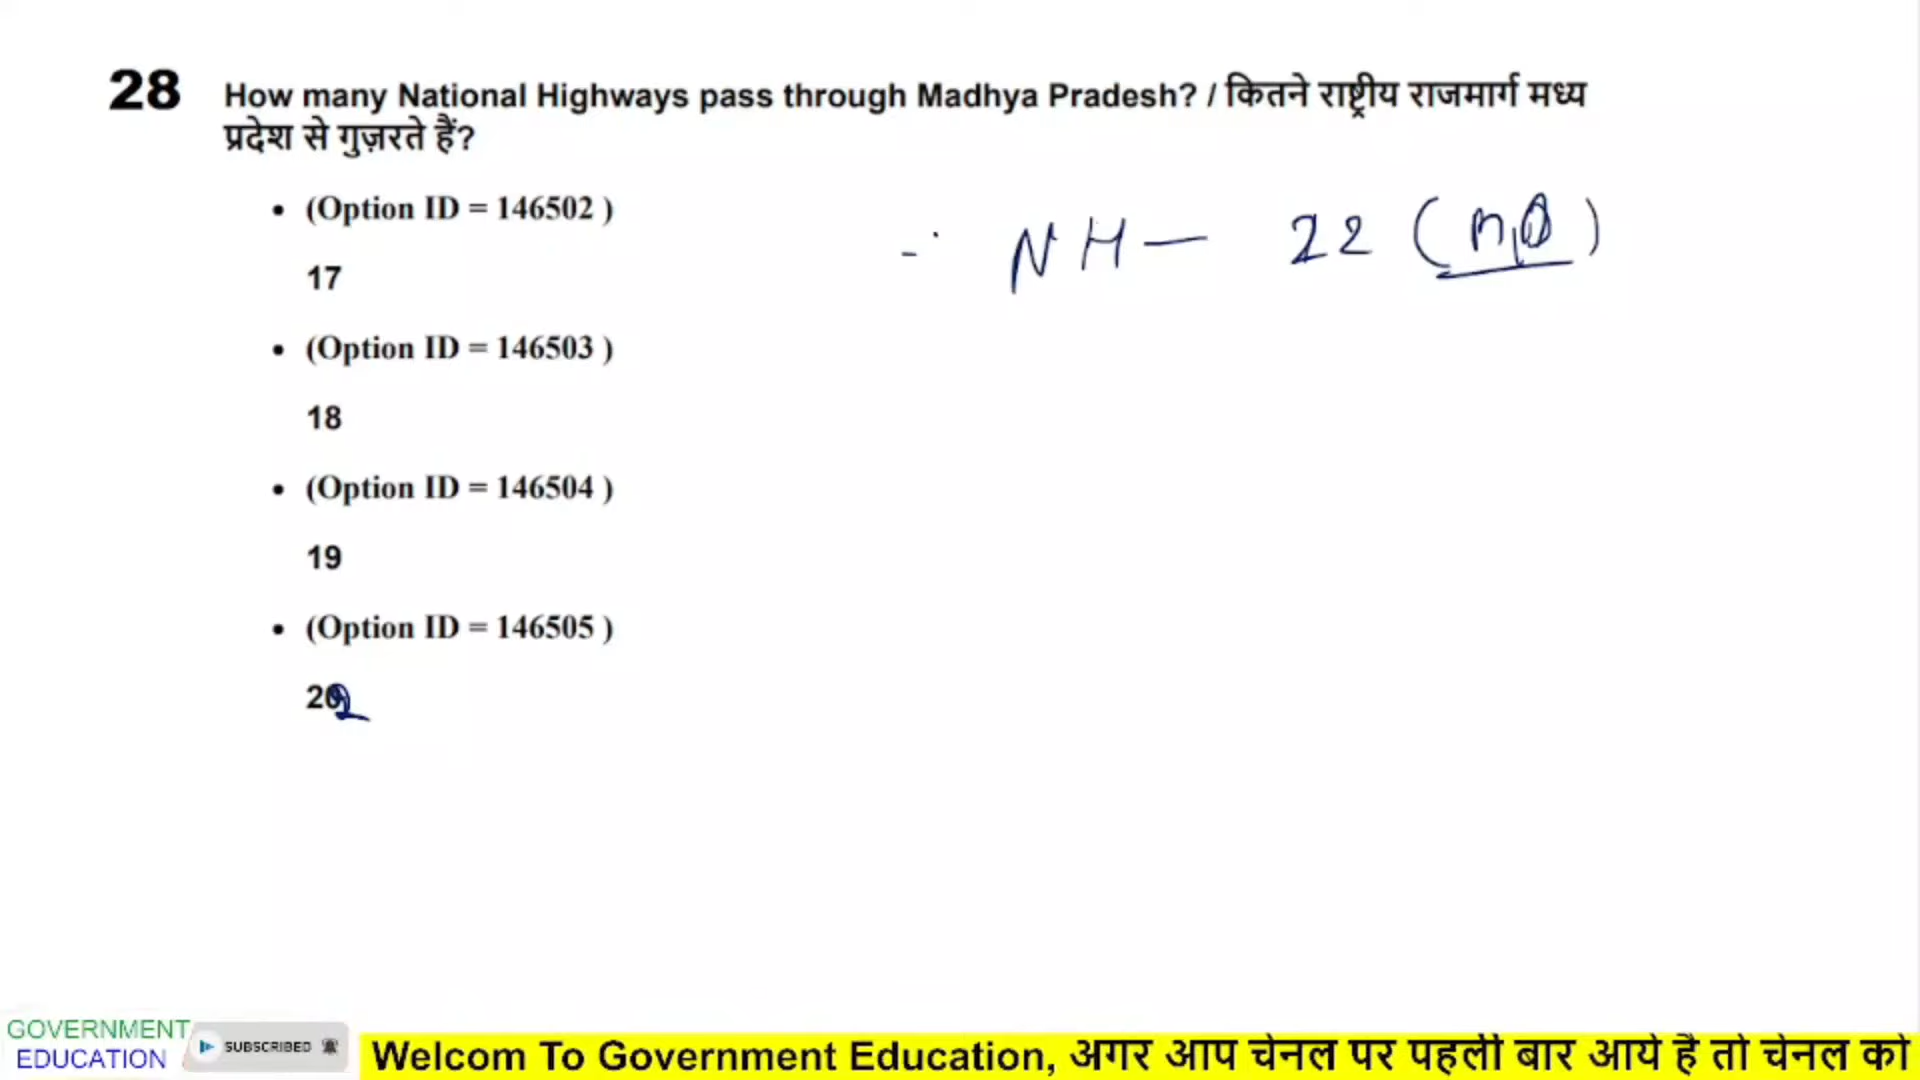 28 How many National Highways pass through Madhya Pradesh? / कितने राष्ट्रीय राजमार्ग मध्य
प्रदेश से गुज़रते हैं?
• (Option ID = 146502 )
17
NH — 22
• (Option ID = 146503 )
18
• (Option ID = 146504 )
19
• (Option ID = 146505 )
20
GOVERNMENT
EDUCATION
SUBSCRIBED
Welcom To Government Education, अगर आप चेनल पर पहली बार आये है तो चेनल को